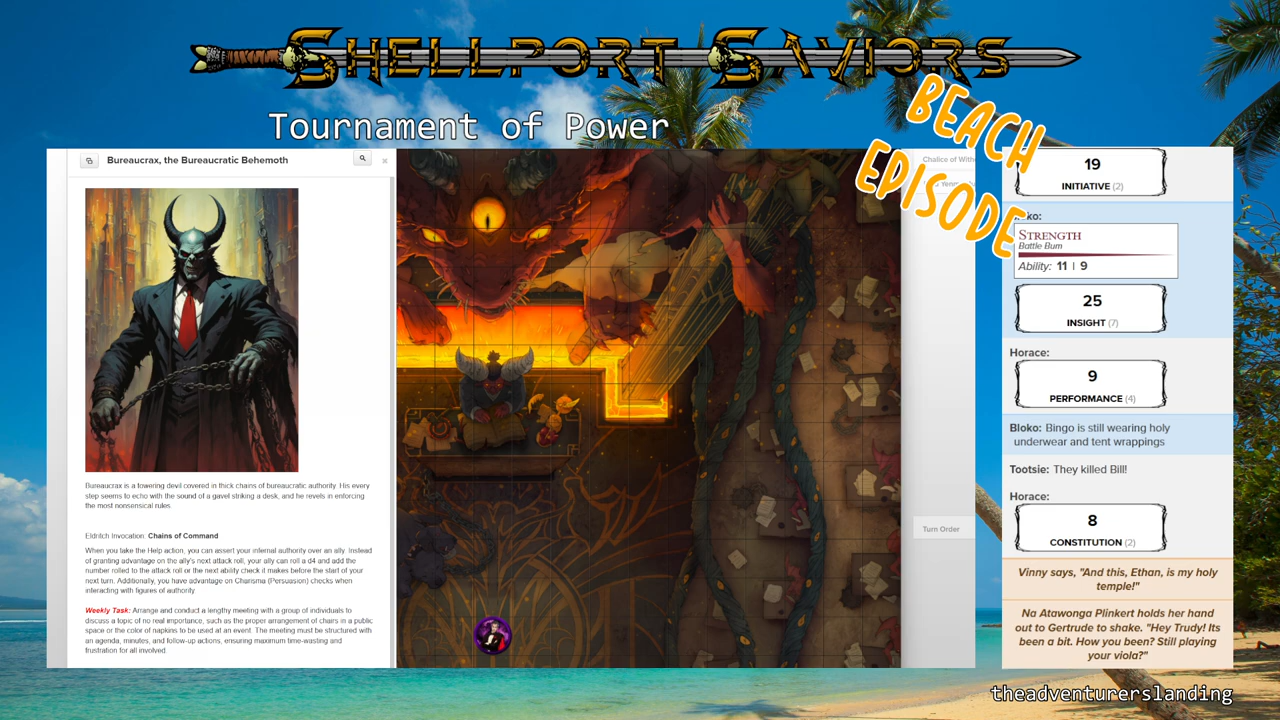 SHELLPORT SAVIORS
Tournament of Power
BEACH
EPISODE
Bureaucrax, the Bureaucratic Behemoth
Bureaucrax is a towering devil covered in thick chains of bureaucratic authority. His every
step seems to echo with the sound of a gavel striking a desk, and he revels in enforcing
the most nonsensical rules.
Eldritch Invocation: Chains of Command
When you take the Help action, you can assert your infernal authority over an ally. Instead
of granting advantage on the ally's next attack roll, your ally can roll a d4 and add the
number rolled to the attack roll or the next ability check it makes before the start of your
next turn. Additionally, you have advantage on Charisma (Persuasion) checks when
interacting with figures of authority.
Weekly Task: Arrange and conduct a lengthy meeting with a group of individuals to
discuss a topic of no real importance, such as the proper arrangement of chairs in a public
space or the color of napkins to be used at an event. The meeting must be structured with
an agenda, minutes, and follow-up actions, ensuring maximum time-wasting and
frustration for all involved.
Chalice of
Turn Order
19
INITIATIVE (2)
STRENGTH
Battle Bum
Ability: 11 | 9
25
INSIGHT (7)
Horace:
9
PERFORMANCE (4)
Bloko: Bingo is still wearing holy
underwear and tent wrappings
Tootsie: They killed Bill!
Horace:
8
CONSTITUTION (2)
Vinny says, "And this, Ethan, is my holy
temple!"
Na Atawonga Plinkert holds her hand
out to Gertrude to shake. "Hey Trudy! Its
been a bit. How you been? Still playing
your viola?"
theadventurerslanding